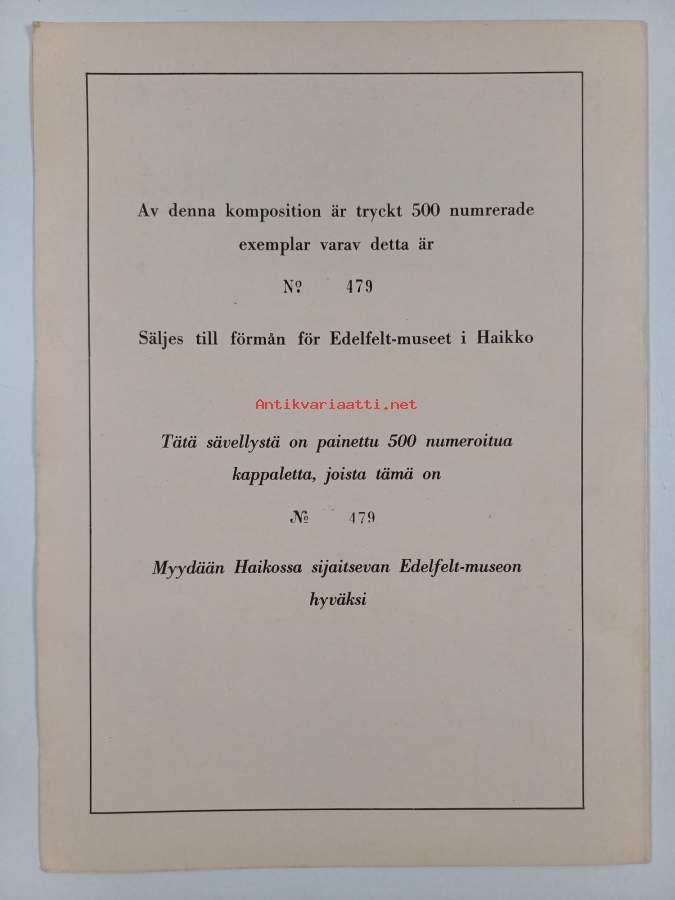 Av denna komposition är tryckt 500 numrerade
exemplar varav detta är
Nº 479
Säljes till förmån för Edelfelt-museet i Haikko
Antikvariaatti.net
Tätä sävellystä on painettu 500 numeroitua
kappaletta, joista tämä on
№ 479
Myydään Haikossa sijaitsevan Edelfelt-museon
hyväksi